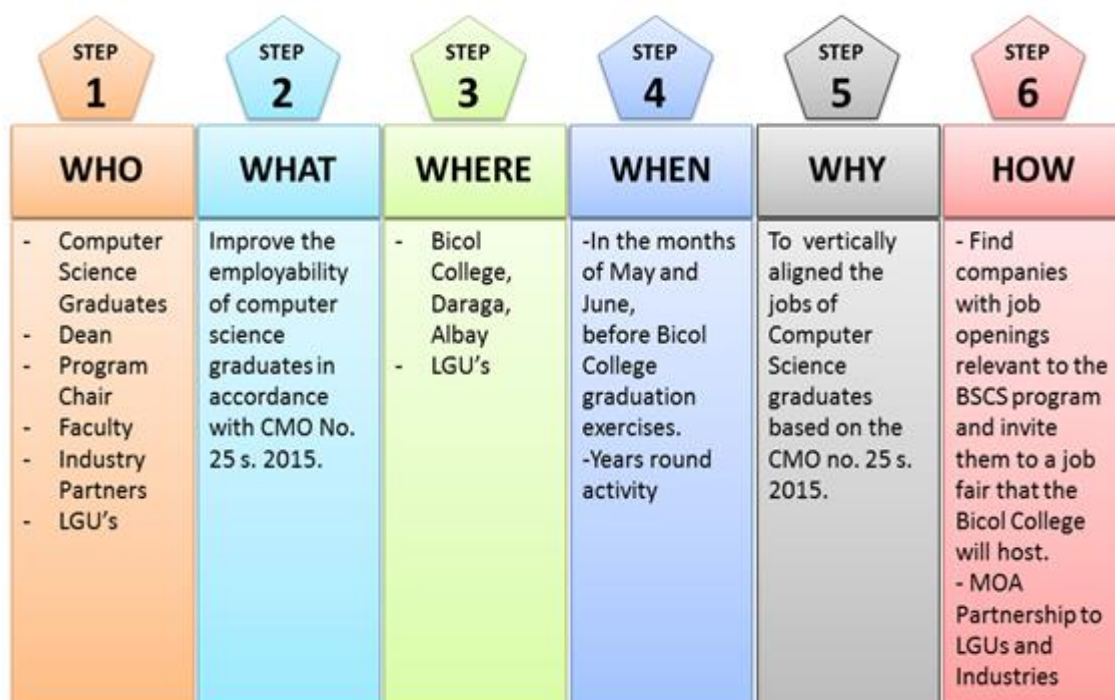 STEP
1
WHO
- Computer
Science
Graduates
- Dean
- Program
Chair
- Faculty
- Industry
Partners
- LGU's
STEP
2
WHAT
Improve the
employability
of computer
science
graduates in
accordance
with CMO No.
25 s. 2015.
STEP
3
WHERE
- Bicol
College,
Daraga,
Albay
- LGU's
STEP
4
WHEN
-In the months
of May and
June,
before Bicol
College
graduation
exercises.
-Years round
activity
STEP
5
WHY
To vertically
aligned the
jobs of
Computer
Science
graduates
based on the
CMO no. 25 s.
2015.
STEP
6
HOW
- Find
companies
with job
openings
relevant to the
BSCS program
and invite
them to a job
fair that the
Bicol College
will host.
- MOA
Partnership to
LGUs and
Industries